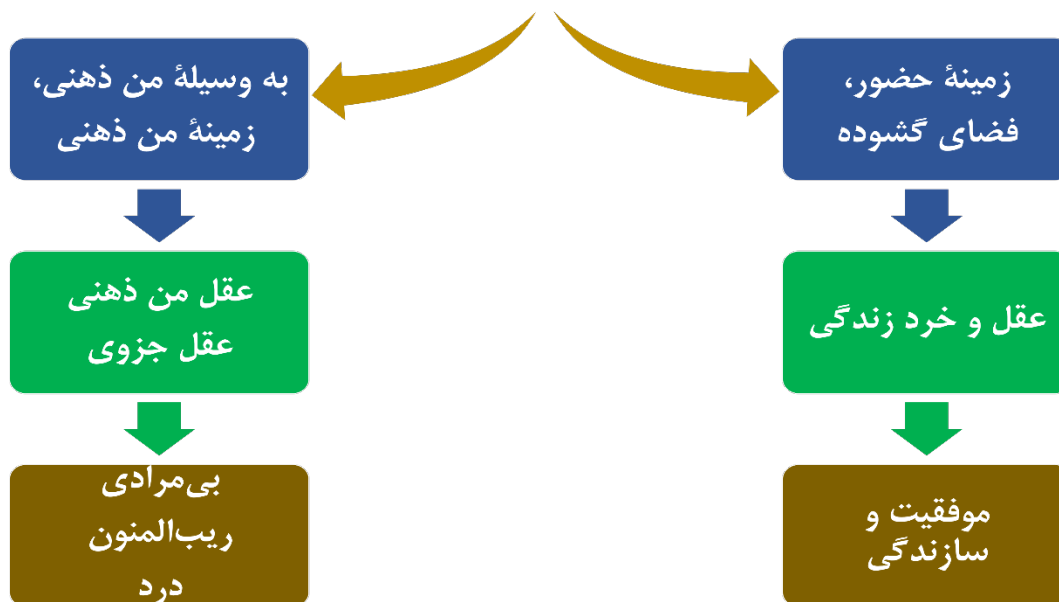 زمینهٔ حضور،
فضای گشوده
عقل و خرد زندگی
موفقیت و
سازندگی
به وسیلهٔ من ذهنی،
زمینهٔ من ذهنی
عقل من ذهنی
عقل جزوی
بی‌مرادی
ریب‌المنون
درد